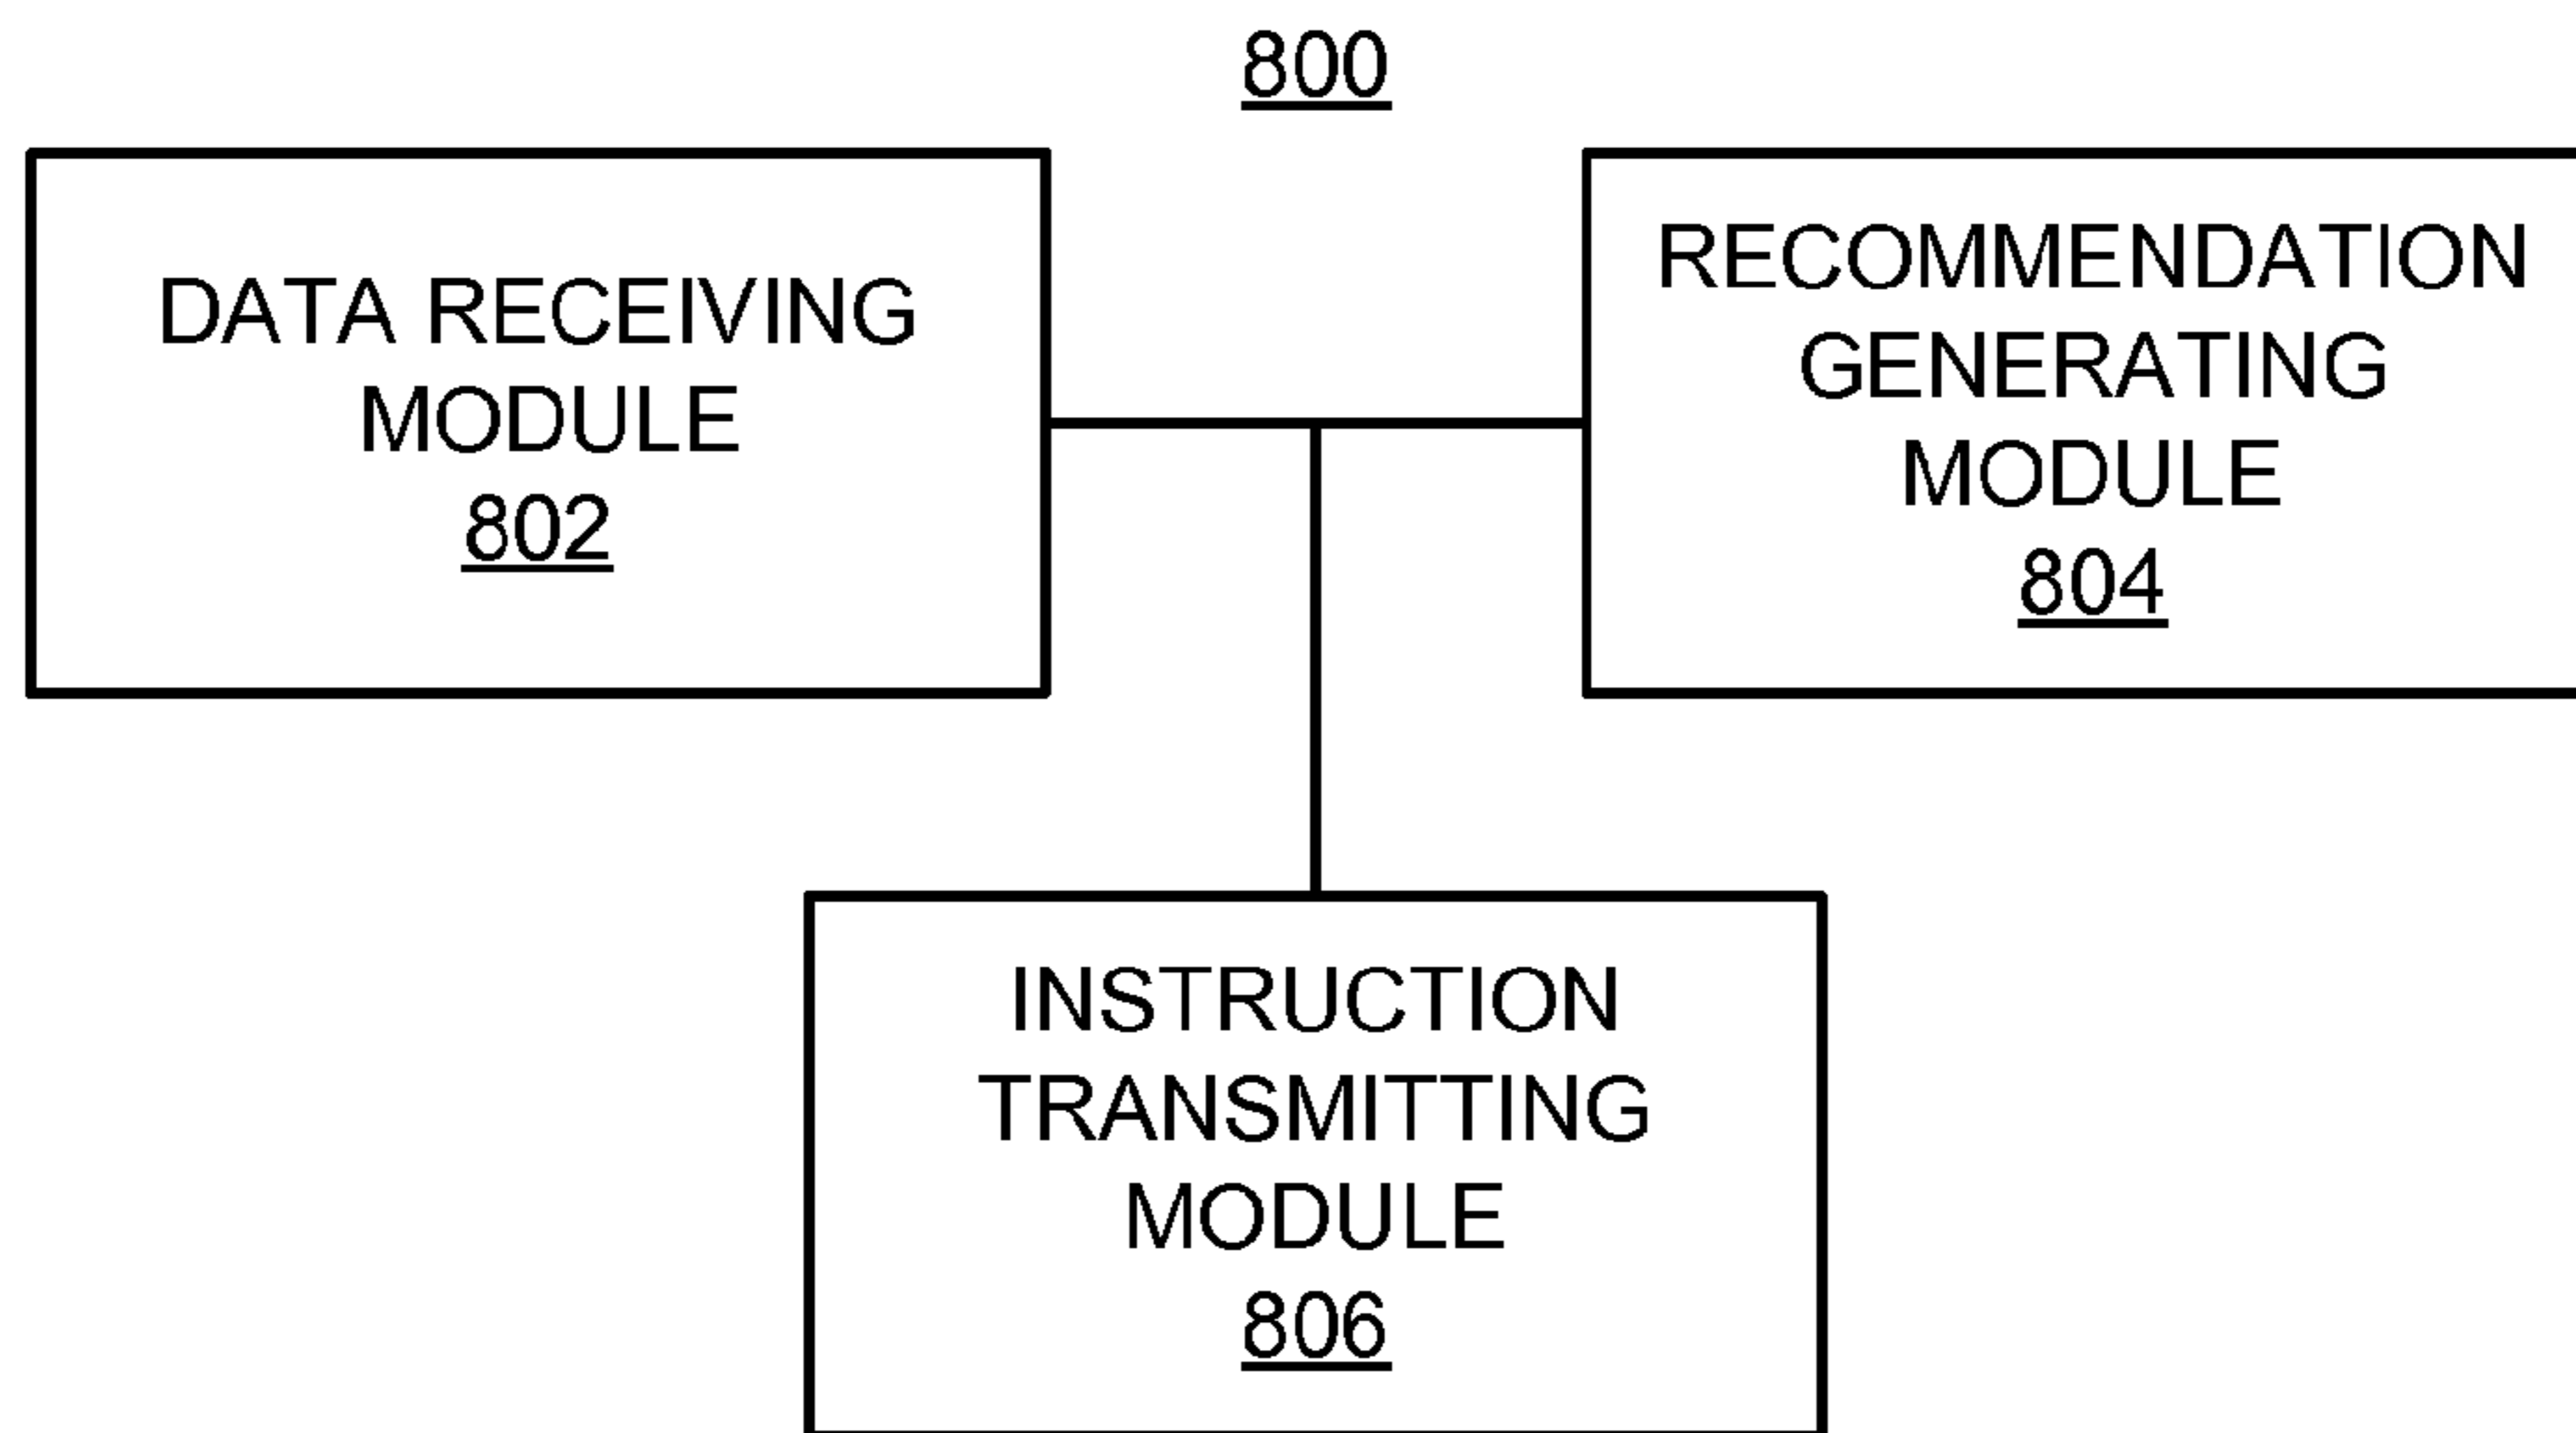 800
DATA RECEIVING
MODULE
802
RECOMMENDATION
GENERATING
MODULE
804
INSTRUCTION
TRANSMITTING
MODULE
806